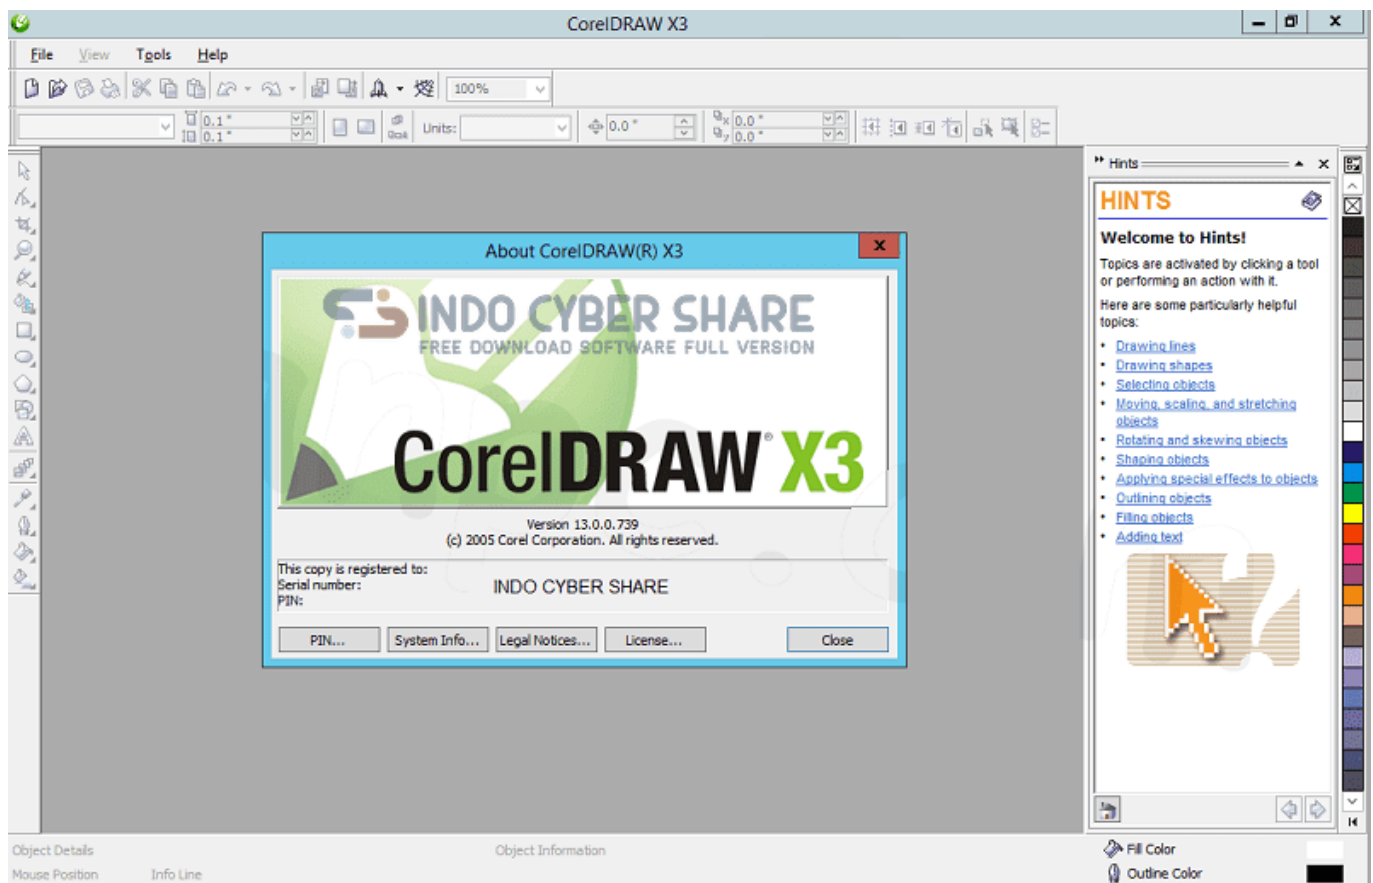 CorelDRAW X3
File View Tools Help
100%
0.1 "
0.1 "
Units:
0.0 "
x 0.0 "
y 0.0 "
Hints
HINTS
Welcome to Hints!
Topics are activated by clicking a tool
or performing an action with it.
Here are some particularly helpful
topics:
• Drawing lines
• Drawing shapes
• Selecting objects
• Moving, scaling, and stretching
objects
• Rotating and skewing objects
• Shaping objects
• Applying special effects to objects
• Outlining objects
• Filling objects
• Adding text
About CorelDRAW(R) X3
INDO CYBER SHARE
FREE DOWNLOAD SOFTWARE FULL VERSION
CorelDRAW® X3
Version 13.0.0.739
(c) 2005 Corel Corporation. All rights reserved.
This copy is registered to:
Serial number:
INDO CYBER SHARE
PIN:
PIN... System Info... Legal Notices... License... Close
Object Details Object Information
Mouse Position Info Line
Fill Color
Outline Color